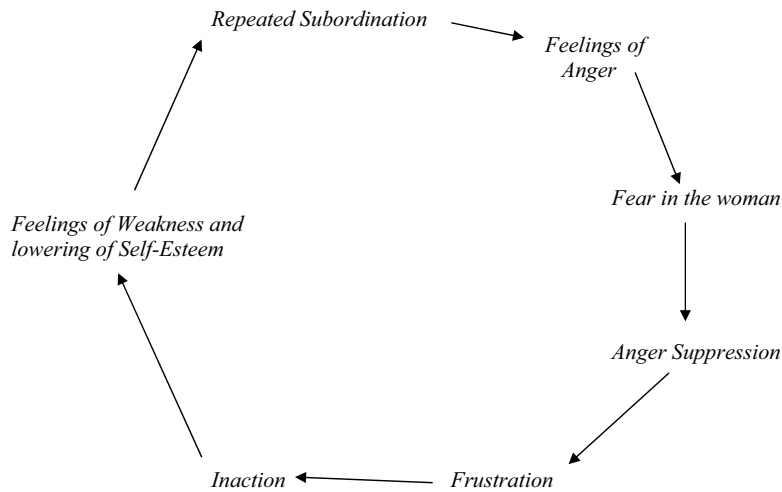 Repeated Subordination
Feelings of
Anger
Fear in the woman
Anger Suppression
Frustration
Inaction
Feelings of Weakness and
lowering of Self-Esteem